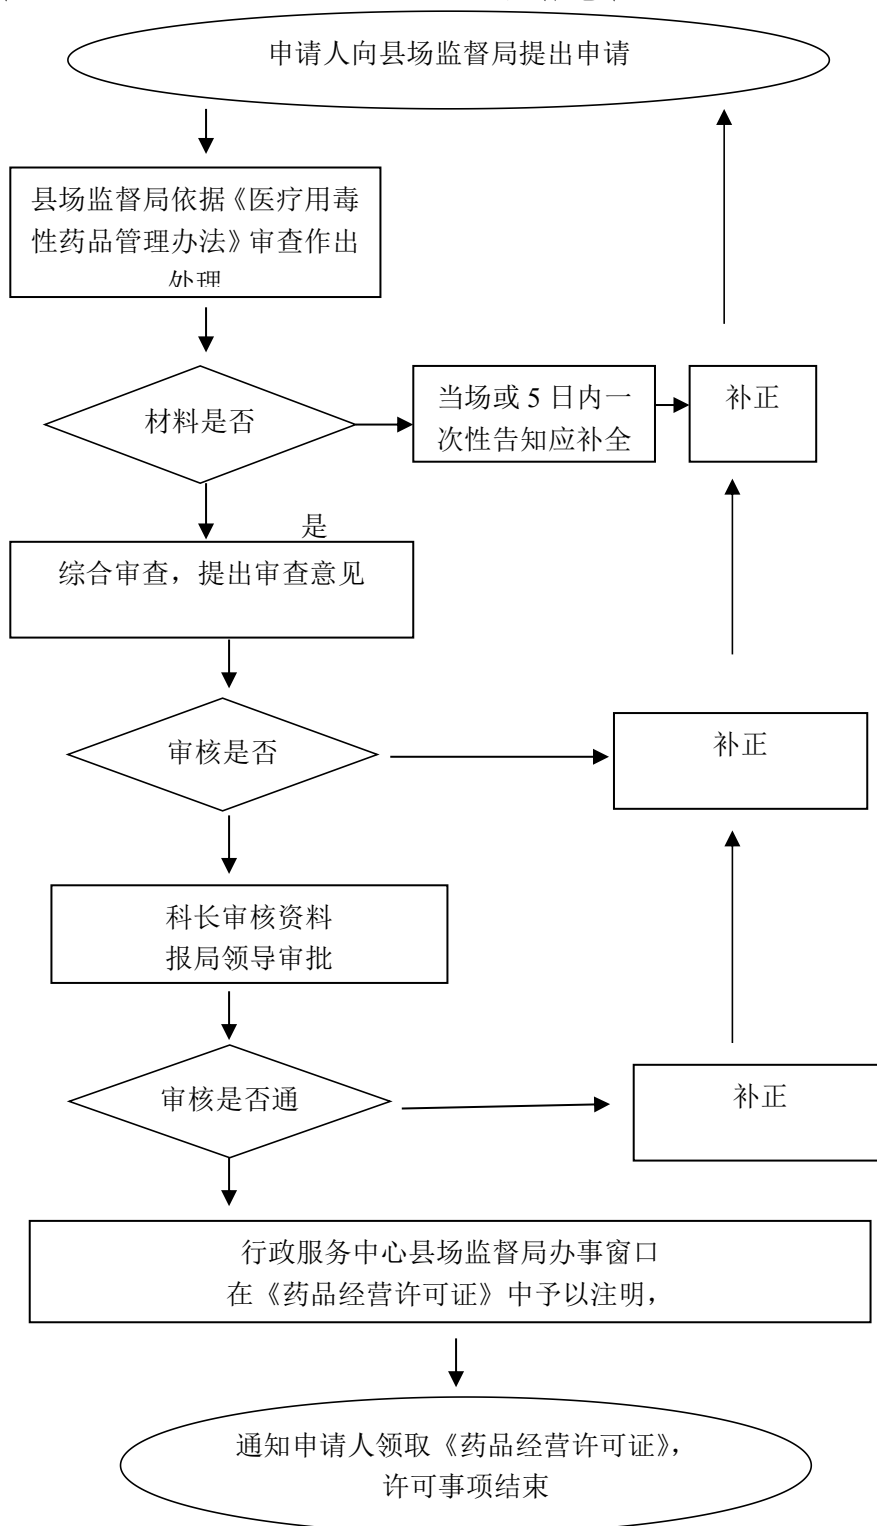 申请人向县场监督局提出申请
县场监督局依据《医疗用毒
性药品管理办法》审查作出
处理
材料是否
当场或 5 日内一
次性告知应补全
补正
是
综合审查，提出审查意见
审核是否
补正
科长审核资料
报局领导审批
审核是否通
补正
行政服务中心县场监督局办事窗口
在《药品经营许可证》中予以注明，
通知申请人领取《药品经营许可证》，
许可事项结束